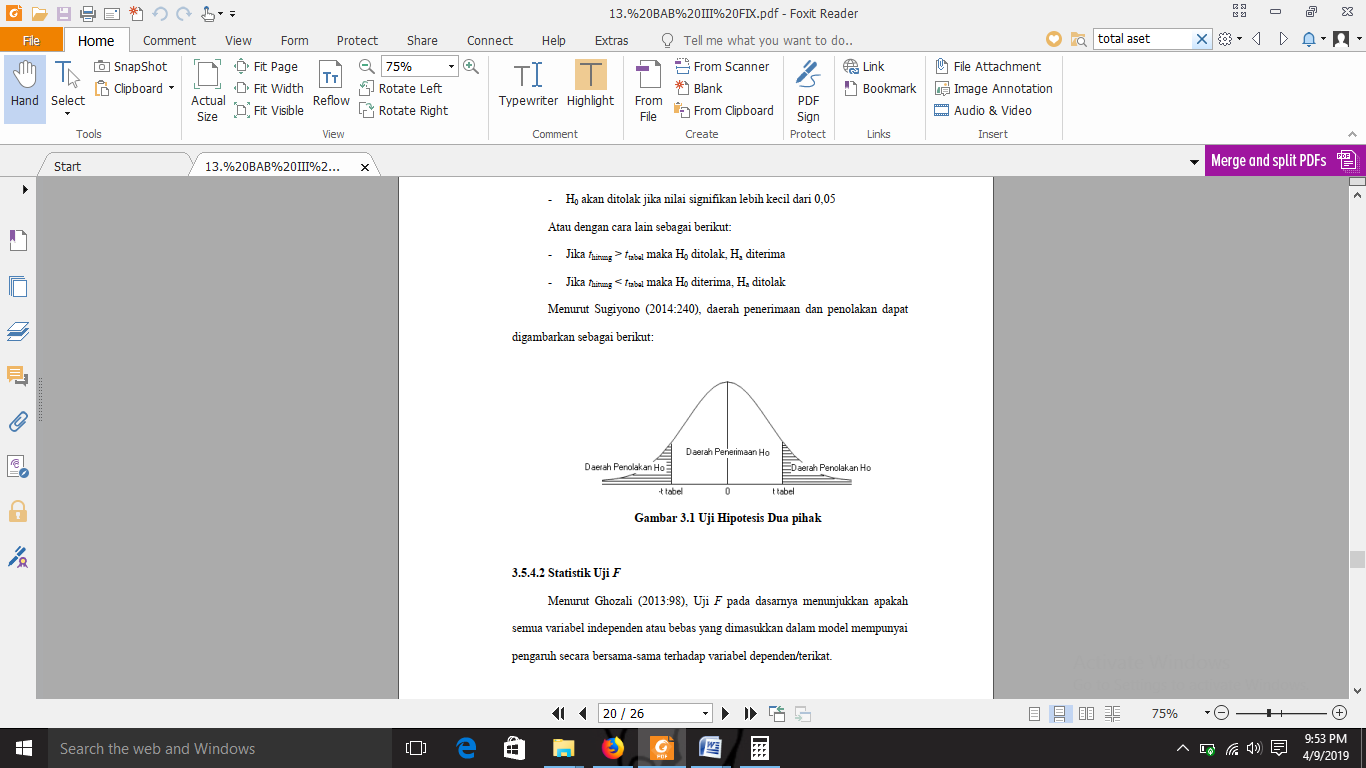 13.%20BAB%20III%20FIX.pdf - Foxit Reader
File Home Comment View Form Protect Share Connect Help Extras Tell me what you want to do.. total aset
Hand
Select
SnapShot
Clipboard
Tools
Actual Size
Fit Page
Fit Width
Fit Visible
Reflow
75%
Rotate Left
Rotate Right
View
Typewriter
Highlight
Comment
From File
From Scanner
Blank
From Clipboard
Create
PDF Sign
Protect
Link
Bookmark
Links
File Attachment
Image Annotation
Audio & Video
Insert
Start
13.%20BAB%20III%2...
Merge and split PDFs
- H0 akan ditolak jika nilai signifikan lebih kecil dari 0,05
Atau dengan cara lain sebagai berikut:
- Jika thitung > ttabel maka H0 ditolak, Ha diterima
- Jika thitung < ttabel maka H0 diterima, Ha ditolak
Menurut Sugiyono (2014:240), daerah penerimaan dan penolakan dapat
digambarkan sebagai berikut:
Daerah Penolakan Ho
Daerah Penerimaan Ho
Daerah Penolakan Ho
-t tabel 0 t tabel
Gambar 3.1 Uji Hipotesis Dua pihak
3.5.4.2 Statistik Uji F
Menurut Ghozali (2013:98), Uji F pada dasarnya menunjukkan apakah
semua variabel independen atau bebas yang dimasukkan dalam model mempunyai
pengaruh secara bersama-sama terhadap variabel dependen/terikat.
20 / 26
75%
Search the web and Windows
9:53 PM
4/9/2019